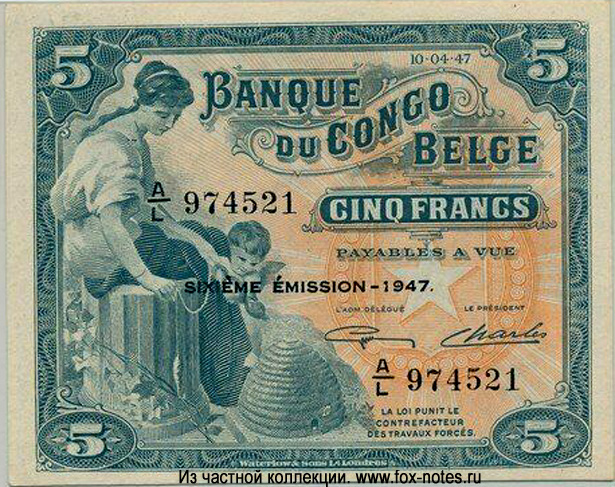 5 5
10-04-47
BANQUE
DU CONGO
BELGE
A/L 974521
CINQ FRANCS
PAYABLES A VUE
SIXIÈME ÉMISSION-1947.
L'ADM. DÉLÉGUÉ LE PRÉSIDENT
Charles
A/L 974521
LA LOI PUNIT LE
CONTREFACTEUR
DES TRAVAUX FORCÉS.
5 5
Waterlow & Sons Ld Londres
Из частной коллекции. www.fox-notes.ru